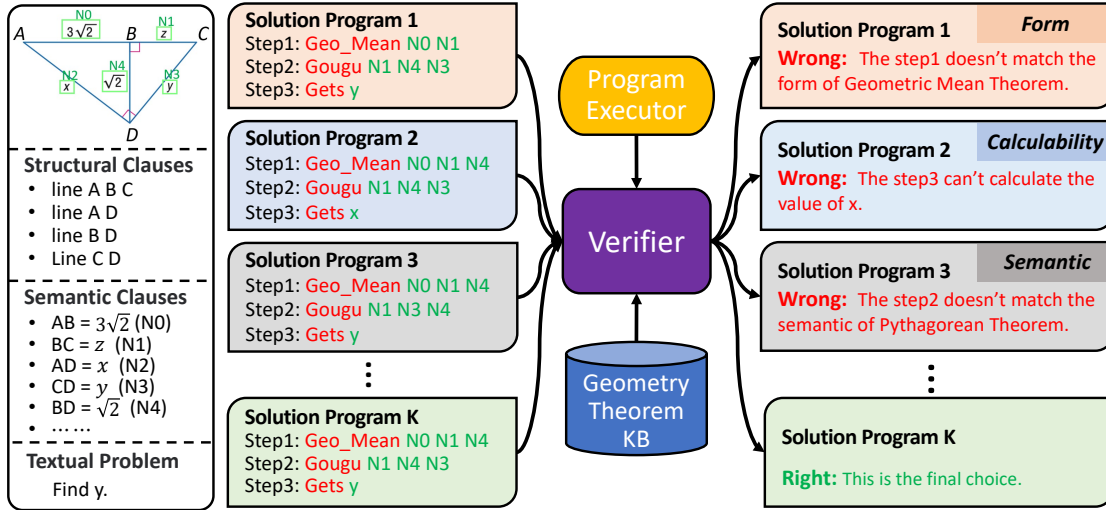 N0
3√2
N1
z
A
B
C
N4
√2
N2
x
N3
y
D
Structural Clauses
• line A B C
• line A D
• line B D
• Line C D
Semantic Clauses
• AB = 3√2 (N0)
• BC = z (N1)
• AD = x (N2)
• CD = y (N3)
• BD = √2 (N4)
• ... ...
Textual Problem
Find y.
Solution Program 1
Step1: Geo_Mean N0 N1
Step2: Gougu N1 N4 N3
Step3: Gets y
Solution Program 2
Step1: Geo_Mean N0 N1 N4
Step2: Gougu N1 N4 N3
Step3: Gets x
Solution Program 3
Step1: Geo_Mean N0 N1 N4
Step2: Gougu N1 N3 N4
Step3: Gets y
Solution Program K
Step1: Geo_Mean N0 N1 N4
Step2: Gougu N1 N4 N3
Step3: Gets y
Program
Executor
Verifier
Geometry
Theorem
KB
Solution Program 1
Form
Wrong: The step1 doesn't match the
form of Geometric Mean Theorem.
Solution Program 2
Calculability
Wrong: The step3 can't calculate the
value of x.
Solution Program 3
Semantic
Wrong: The step2 doesn't match the
semantic of Pythagorean Theorem.
Solution Program K
Right: This is the final choice.